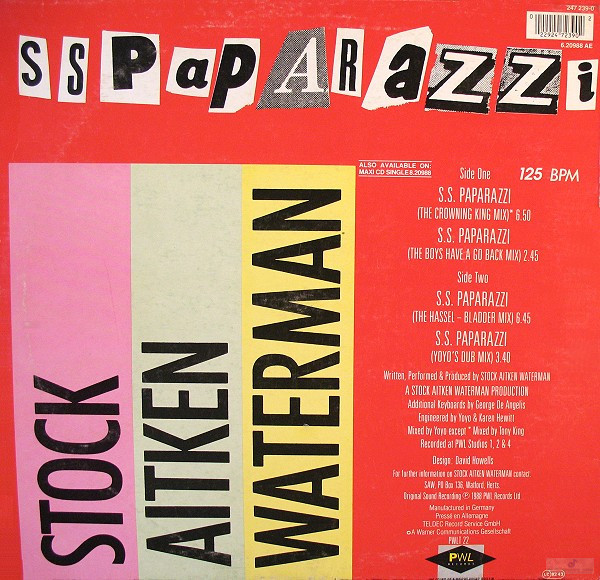 247 239-0
0 22924 72390 2
6.20988 AE
SSPapARAZZi
STOCK
AITKEN
WATERMAN
ALSO AVAILABLE ON:
MAXI CD SINGLE 8.20988
Side One 125 BPM
S.S. PAPARAZZI
(THE CROWNING KING MIX)* 6.50
S.S. PAPARAZZI
(THE BOYS HAVE A GO BACK MIX) 2.45
Side Two
S.S. PAPARAZZI
(THE HASSEL – BLADDER MIX) 6.45
S.S. PAPARAZZI
(YOYO'S DUB MIX) 3.40
Written, Performed & Produced by STOCK AITKEN WATERMAN
A STOCK AITKEN WATERMAN PRODUCTION
Additional Keyboards by George De Angelis
Engineered by Yoyo & Karen Hewitt
Mixed by Yoyo except * Mixed by Tony King
Recorded at PWL Studios 1, 2 & 4
Design: David Howells
For further information on STOCK AITKEN WATERMAN contact:
SAW, PO Box 136, Watford, Herts.
Original Sound Recording ℗ 1988 PWL Records Ltd
Manufactured in Germany
Pressé en Allemagne
TELDEC Record Service GmbH
A Warner Communications Gesellschaft
PWLT 22
PWL
RECORDS